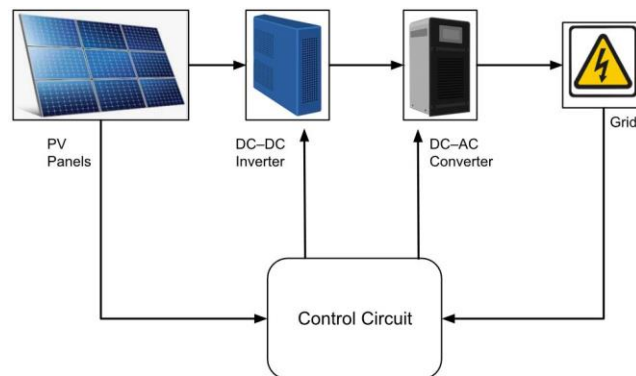 PV
Panels
DC–DC
Inverter
DC–AC
Converter
Grid
Control Circuit